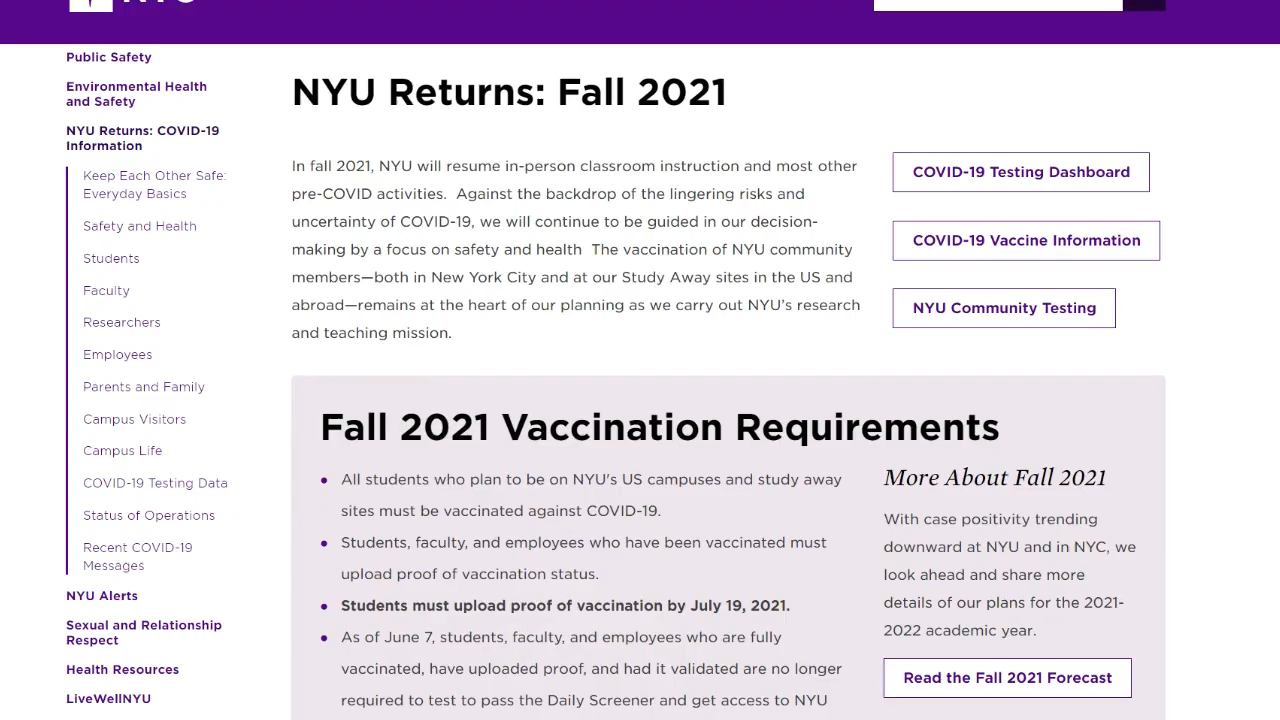 NYU
Public Safety
Environmental Health
and Safety
NYU Returns: COVID-19
Information
Keep Each Other Safe:
Everyday Basics
Safety and Health
Students
Faculty
Researchers
Employees
Parents and Family
Campus Visitors
Campus Life
COVID-19 Testing Data
Status of Operations
Recent COVID-19
Messages
NYU Alerts
Sexual and Relationship
Respect
Health Resources
LiveWellNYU
NYU Returns: Fall 2021
In fall 2021, NYU will resume in-person classroom instruction and most other
pre-COVID activities.  Against the backdrop of the lingering risks and
uncertainty of COVID-19, we will continue to be guided in our decision-
making by a focus on safety and health  The vaccination of NYU community
members—both in New York City and at our Study Away sites in the US and
abroad—remains at the heart of our planning as we carry out NYU's research
and teaching mission.
COVID-19 Testing Dashboard
COVID-19 Vaccine Information
NYU Community Testing
Fall 2021 Vaccination Requirements
• All students who plan to be on NYU's US campuses and study away
sites must be vaccinated against COVID-19.
• Students, faculty, and employees who have been vaccinated must
upload proof of vaccination status.
• Students must upload proof of vaccination by July 19, 2021.
• As of June 7, students, faculty, and employees who are fully
vaccinated, have uploaded proof, and had it validated are no longer
required to test to pass the Daily Screener and get access to NYU
More About Fall 2021
With case positivity trending
downward at NYU and in NYC, we
look ahead and share more
details of our plans for the 2021-
2022 academic year.
Read the Fall 2021 Forecast